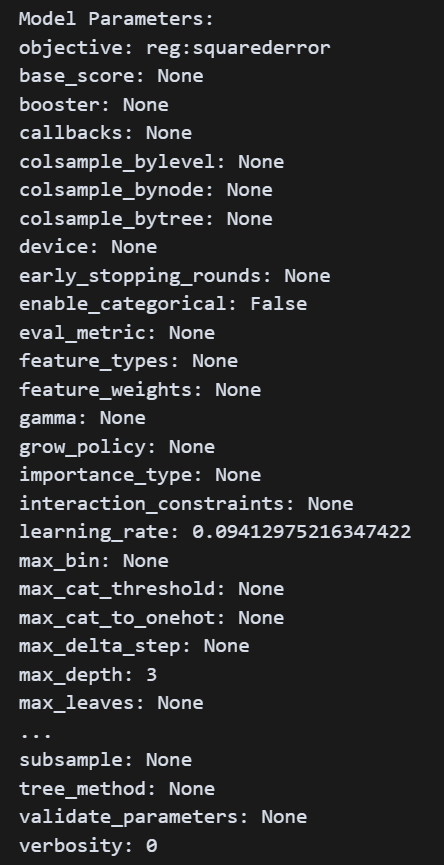 Model Parameters:
objective: reg:squarederror
base_score: None
booster: None
callbacks: None
colsample_bylevel: None
colsample_bynode: None
colsample_bytree: None
device: None
early_stopping_rounds: None
enable_categorical: False
eval_metric: None
feature_types: None
feature_weights: None
gamma: None
grow_policy: None
importance_type: None
interaction_constraints: None
learning_rate: 0.09412975216347422
max_bin: None
max_cat_threshold: None
max_cat_to_onehot: None
max_delta_step: None
max_depth: 3
max_leaves: None
...
subsample: None
tree_method: None
validate_parameters: None
verbosity: 0